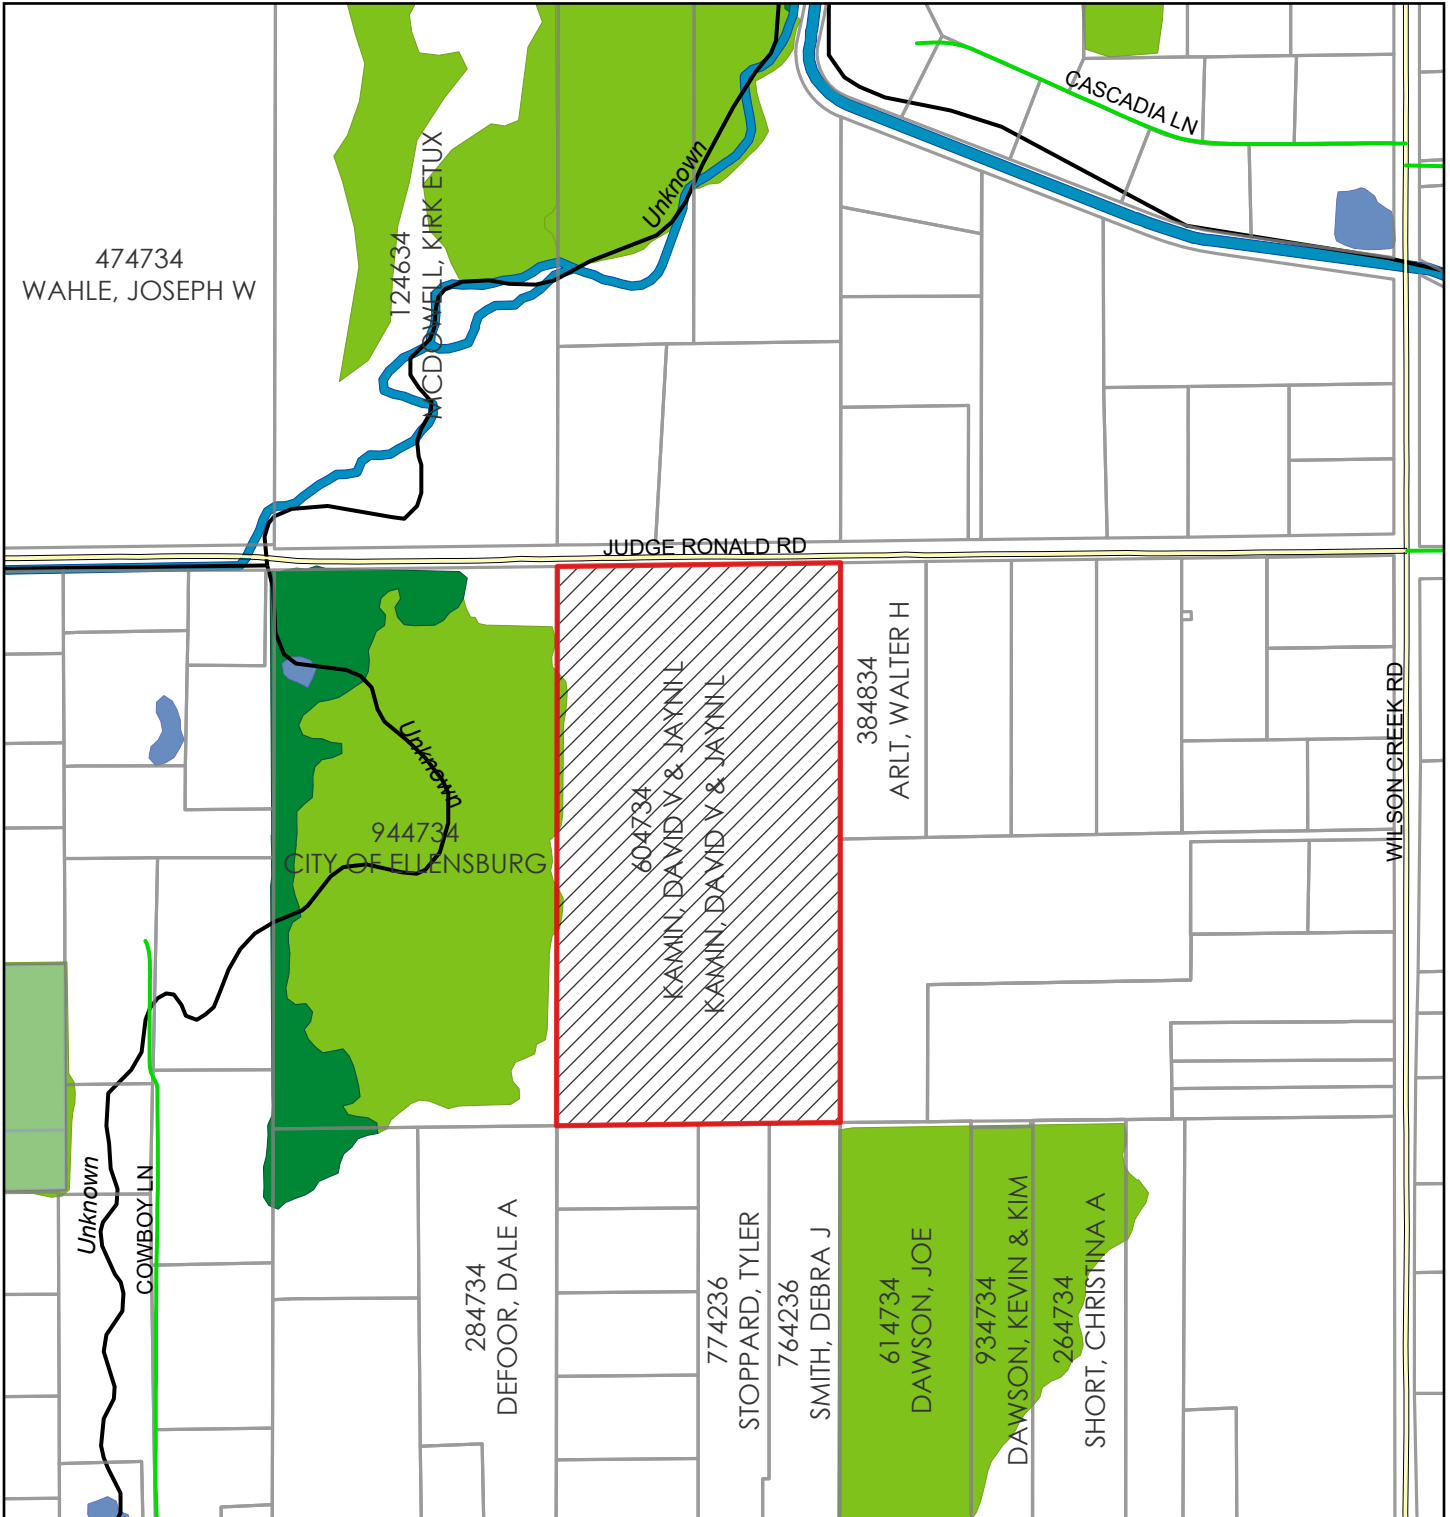 CASCADIA LN
Unknown
124634
MCDOWELL, KIRK ETUX
474734
WAHLE, JOSEPH W
JUDGE RONALD RD
384834
ARLT, WALTER H
604734
KAMIN, DAVID V & JAYNI L
KAMIN, DAVID V & JAYNI L
WILSON CREEK RD
Unknown
944734
CITY OF ELLENSBURG
Unknown
COWBOY LN
284734
DEFOOR, DALE A
774236
STOPPARD, TYLER
764236
SMITH, DEBRA J
614734
DAWSON, JOE
934734
DAWSON, KEVIN & KIM
264734
SHORT, CHRISTINA A